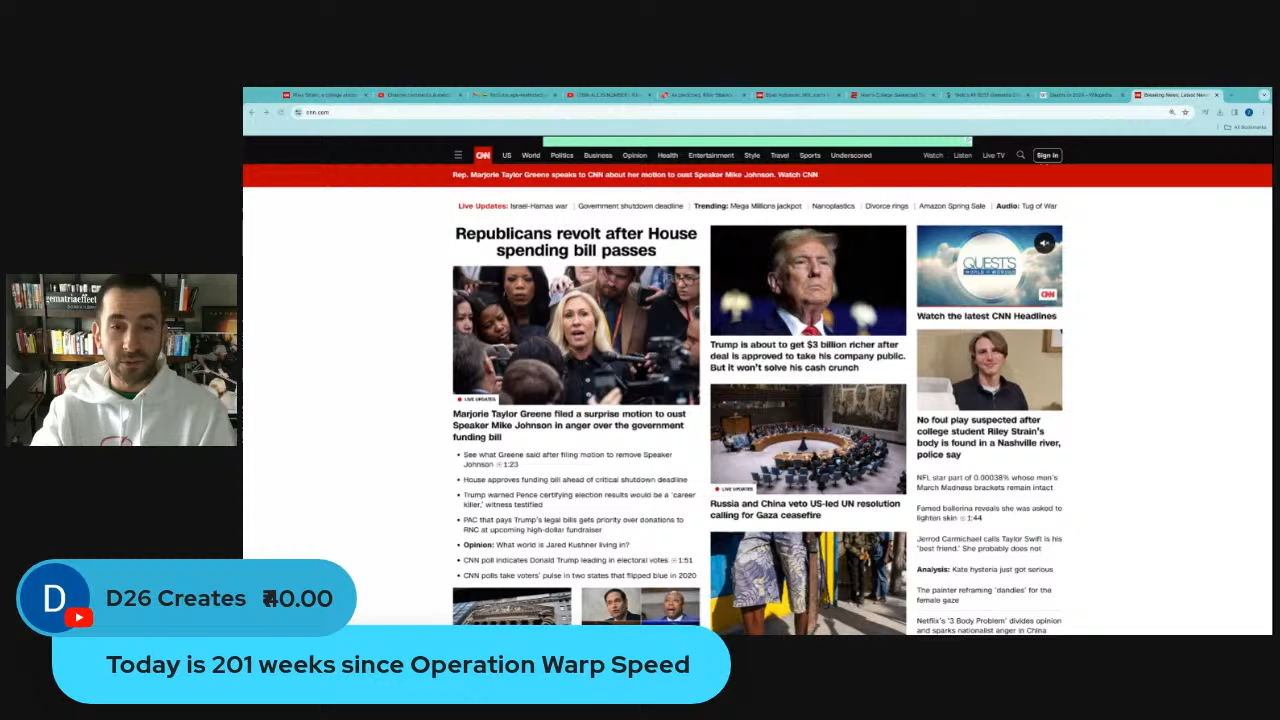 cnn.com
All Bookmarks
CNN
US World Politics Business Opinion Health Entertainment Style Travel Sports Underscored
Watch Listen Live TV Sign in
Rep. Marjorie Taylor Greene speaks to CNN about her motion to oust Speaker Mike Johnson. Watch CNN
Live Updates: Israel-Hamas war Government shutdown deadline Trending: Mega Millions jackpot Nanoplastics Divorce rings Amazon Spring Sale Audio: Tug of War
Republicans revolt after House
spending bill passes
LIVE UPDATES
Marjorie Taylor Greene filed a surprise motion to oust
Speaker Mike Johnson in anger over the government
funding bill
• See what Greene said after filing motion to remove Speaker
Johnson 1:23
• House approves funding bill ahead of critical shutdown deadline
• Trump warned Pence certifying election results would be a 'career
killer,' witness testified
• PAC that pays Trump's legal bills gets priority over donations to
RNC at upcoming high-dollar fundraiser
• Opinion: What world is Jared Kushner living in?
• CNN poll indicates Donald Trump leading in electoral votes 1:51
• CNN polls take voters' pulse in two states that flipped blue in 2020
Trump is about to get $3 billion richer after
deal is approved to take his company public.
But it won't solve his cash crunch
LIVE UPDATES
Russia and China veto US-led UN resolution
calling for Gaza ceasefire
QUEST'S
WORLD of WONDER
CNN
Watch the latest CNN Headlines
No foul play suspected after
college student Riley Strain's
body is found in a Nashville river,
police say
NFL star part of 0.00038% whose men's
March Madness brackets remain intact
Famed ballerina reveals she was asked to
lighten skin 1:44
Jerrod Carmichael calls Taylor Swift is his
'best friend.' She probably does not
Analysis: Kate hysteria just got serious
The painter reframing 'dandies' for the
female gaze
Netflix's '3 Body Problem' divides opinion
and sparks nationalist anger in China
gematriaeffect
D
D26 Creates
Today is 201 weeks since Operation Warp Speed